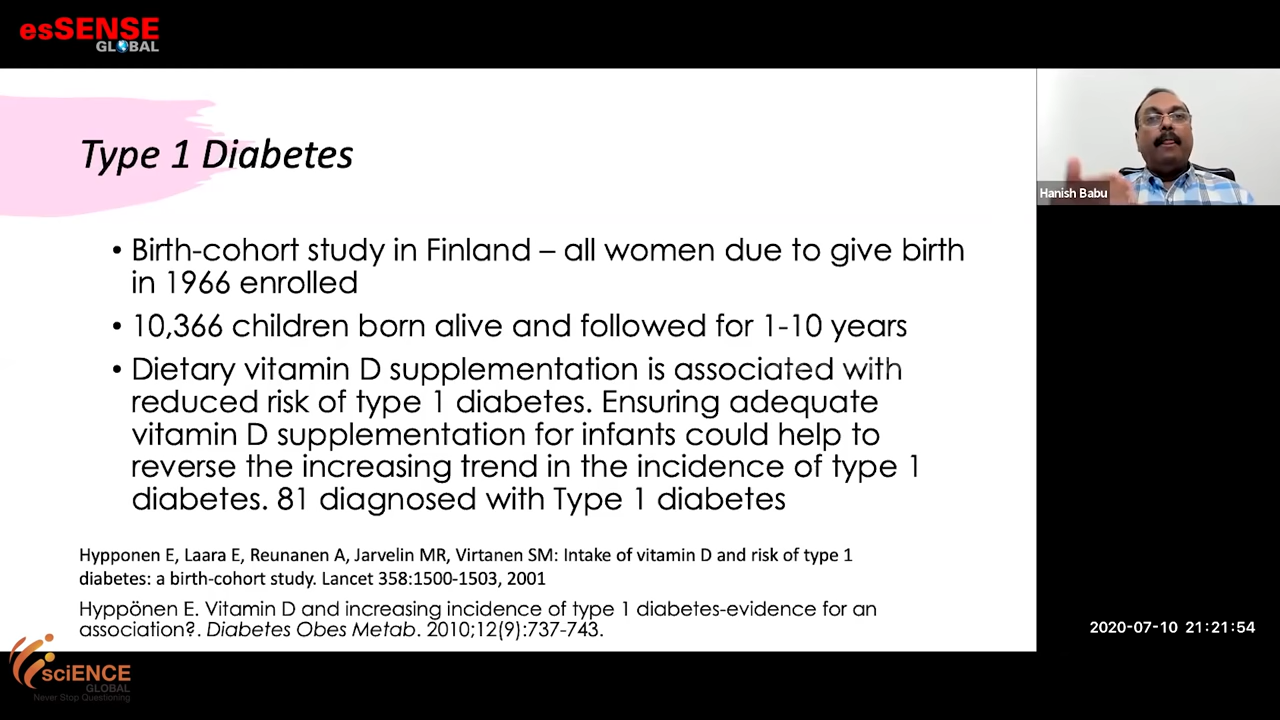 esSENSE
GLOBAL
Type 1 Diabetes
• Birth-cohort study in Finland – all women due to give birth
in 1966 enrolled
• 10,366 children born alive and followed for 1-10 years
• Dietary vitamin D supplementation is associated with
reduced risk of type 1 diabetes. Ensuring adequate
vitamin D supplementation for infants could help to
reverse the increasing trend in the incidence of type 1
diabetes. 81 diagnosed with Type 1 diabetes
Hypponen E, Laara E, Reunanen A, Jarvelin MR, Virtanen SM: Intake of vitamin D and risk of type 1
diabetes: a birth-cohort study. Lancet 358:1500-1503, 2001
Hyppönen E. Vitamin D and increasing incidence of type 1 diabetes-evidence for an
association?. Diabetes Obes Metab. 2010;12(9):737-743.
Hanish Babu
2020-07-10 21:21:54
sciENCE
GLOBAL
Never Stop Questioning